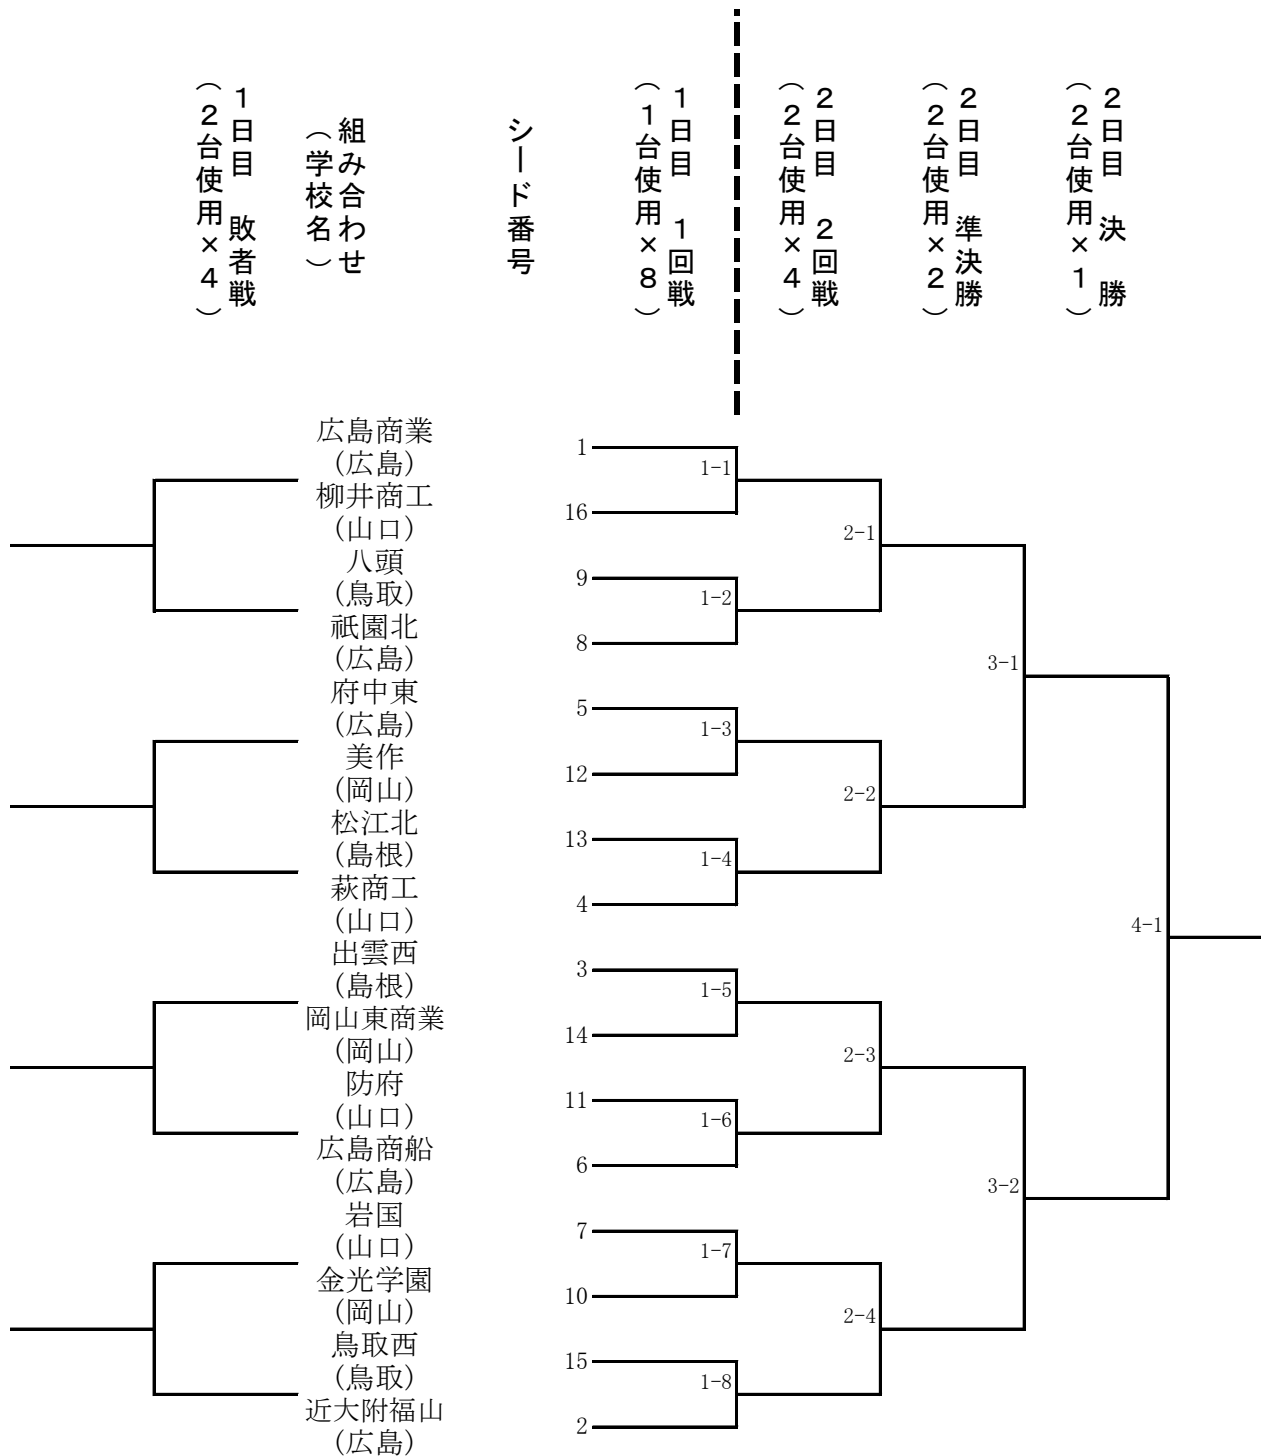 1日目 敗者戦
（2台使用×4）
組み合わせ
（学校名）
シード番号
1日目 1回戦
（1台使用×8）
2日目 2回戦
（2台使用×4）
2日目 準決勝
（2台使用×2）
2日目 決 勝
（2台使用×1）
広島商業
(広島)
1
1-1
柳井商工
(山口)
16
2-1
八頭
(鳥取)
9
1-2
祇園北
(広島)
8
3-1
府中東
(広島)
5
1-3
美作
(岡山)
12
2-2
松江北
(島根)
13
1-4
萩商工
(山口)
4
4-1
出雲西
(島根)
3
1-5
岡山東商業
(岡山)
14
2-3
防府
(山口)
11
1-6
広島商船
(広島)
6
3-2
岩国
(山口)
7
1-7
金光学園
(岡山)
10
2-4
鳥取西
(鳥取)
15
1-8
近大附福山
(広島)
2